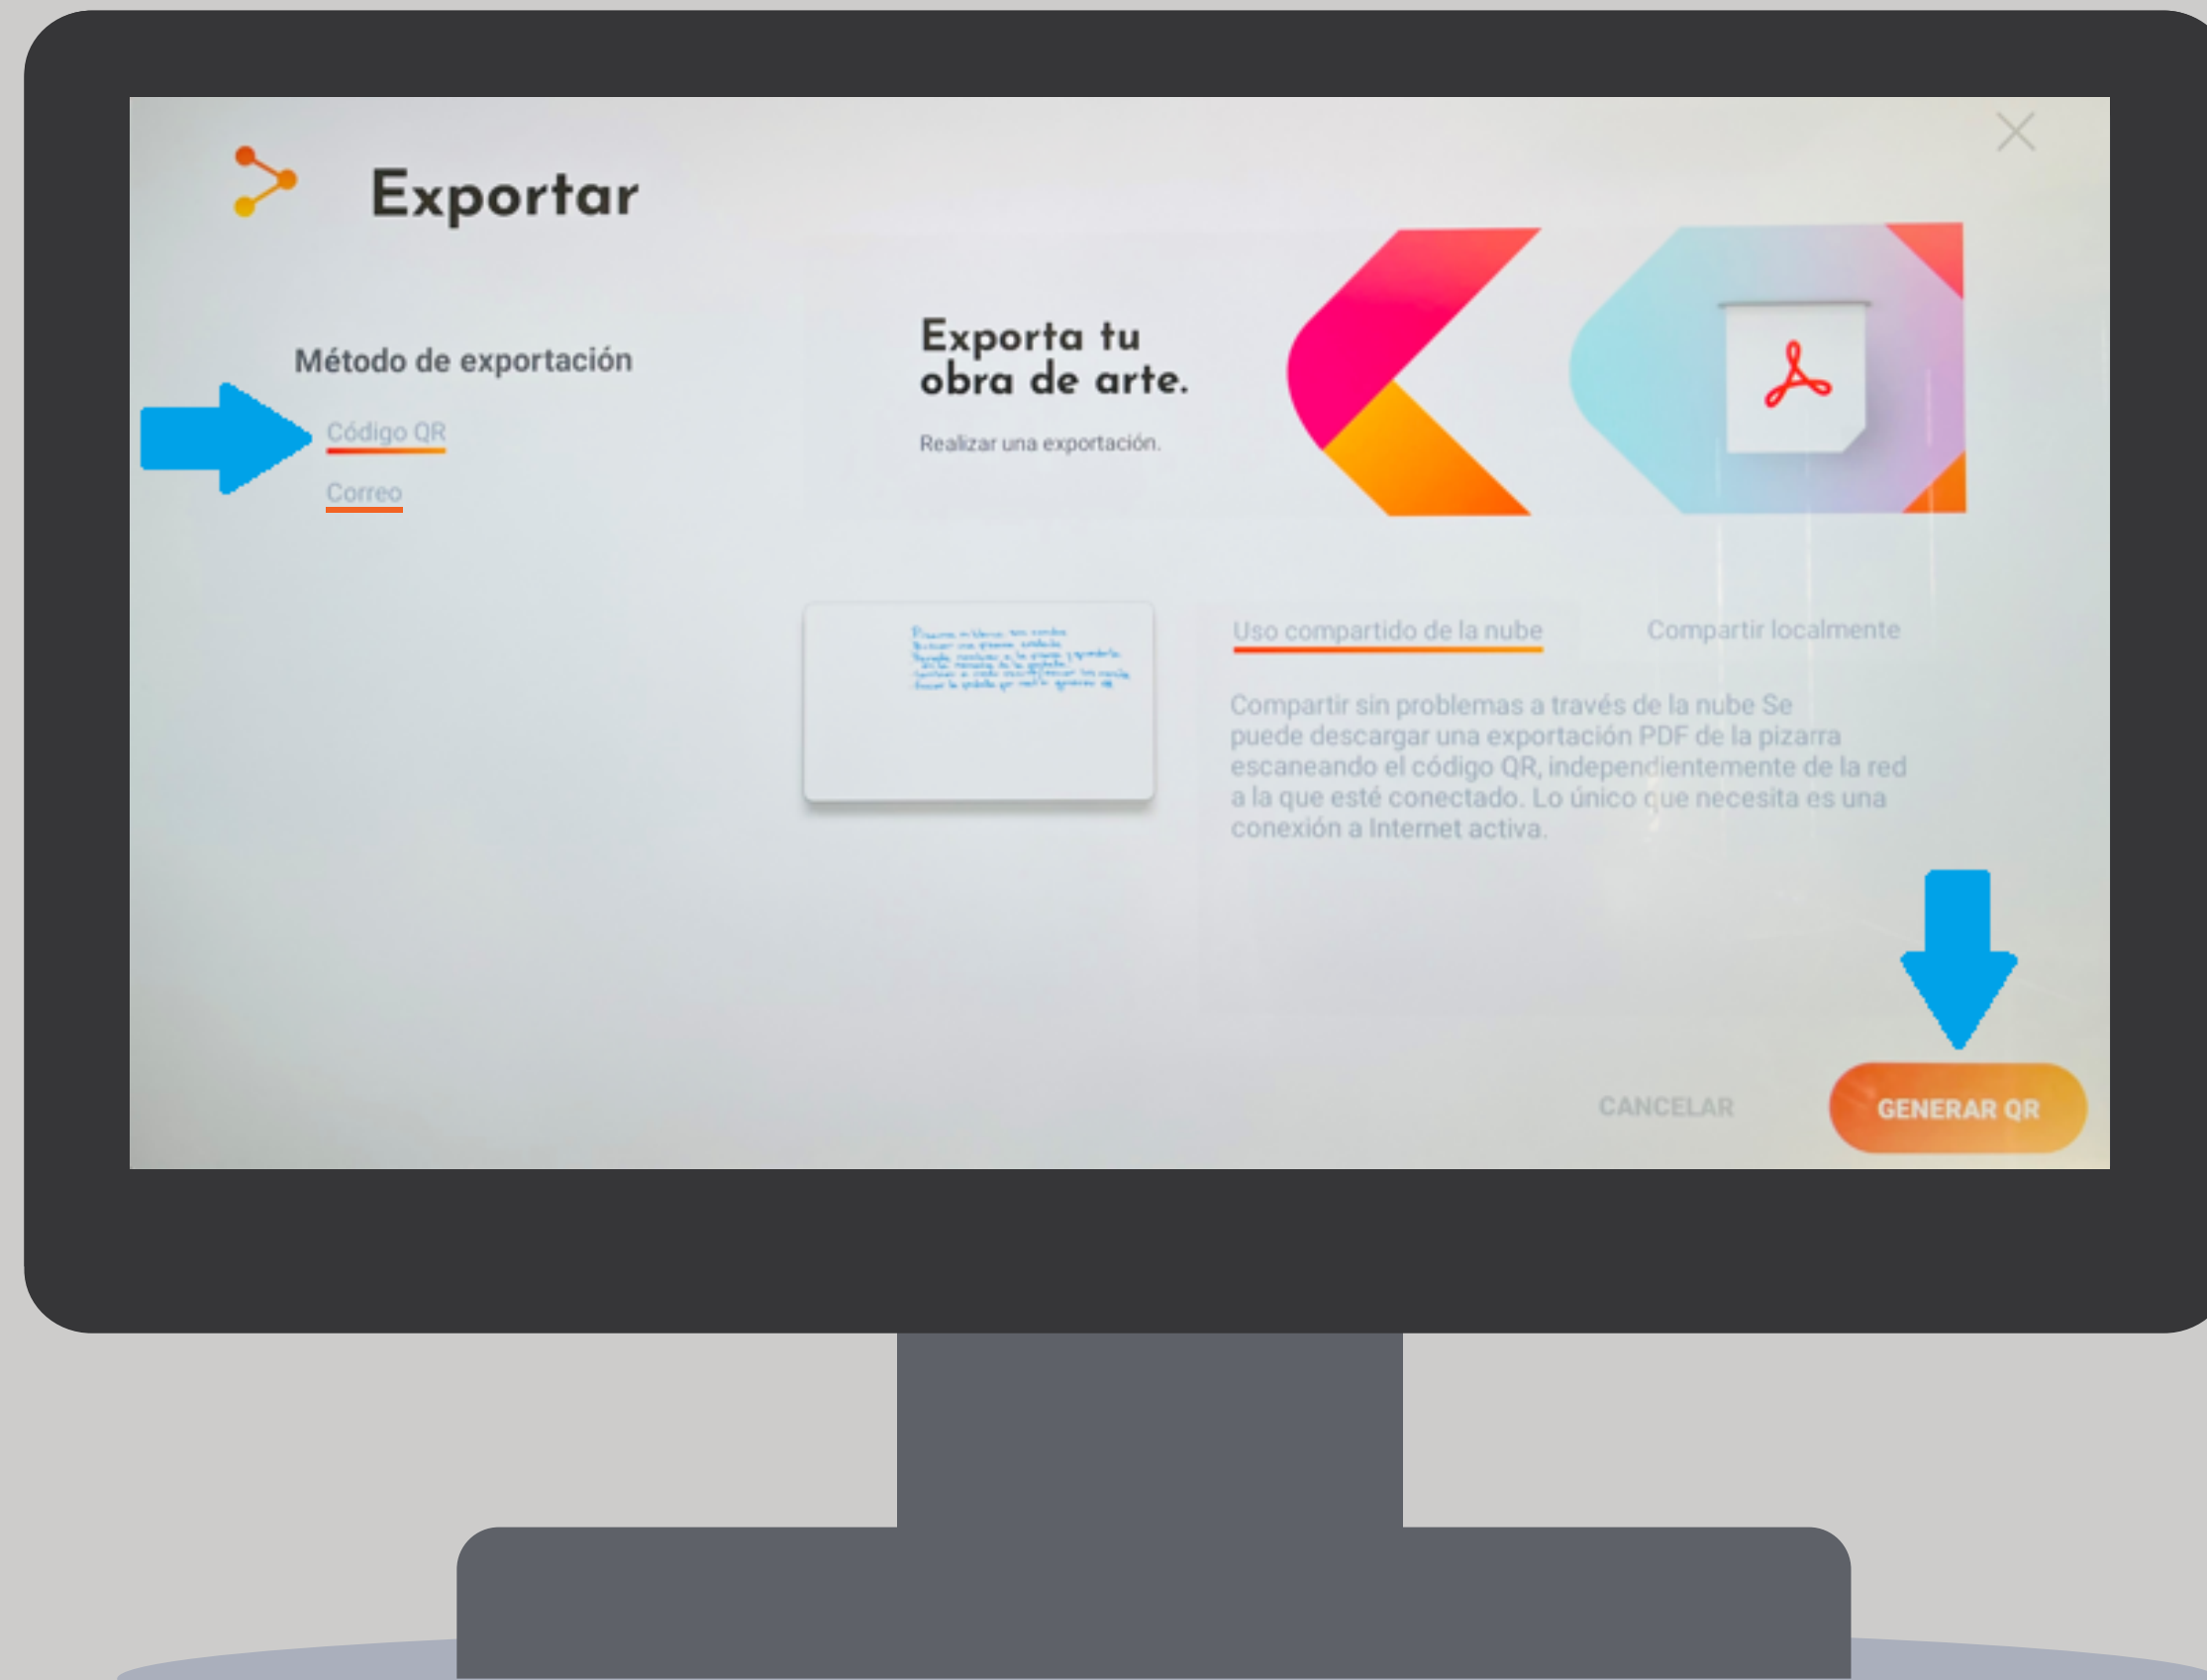 Exportar
Método de exportación
Código QR
Correo
Exporta tu
obra de arte.
Realizar una exportación.
Uso compartido de la nube
Compartir localmente
Compartir sin problemas a través de la nube Se
puede descargar una exportación PDF de la pizarra
escaneando el código QR, independientemente de la red
a la que esté conectado. Lo único que necesita es una
conexión a Internet activa.
CANCELAR
GENERAR QR